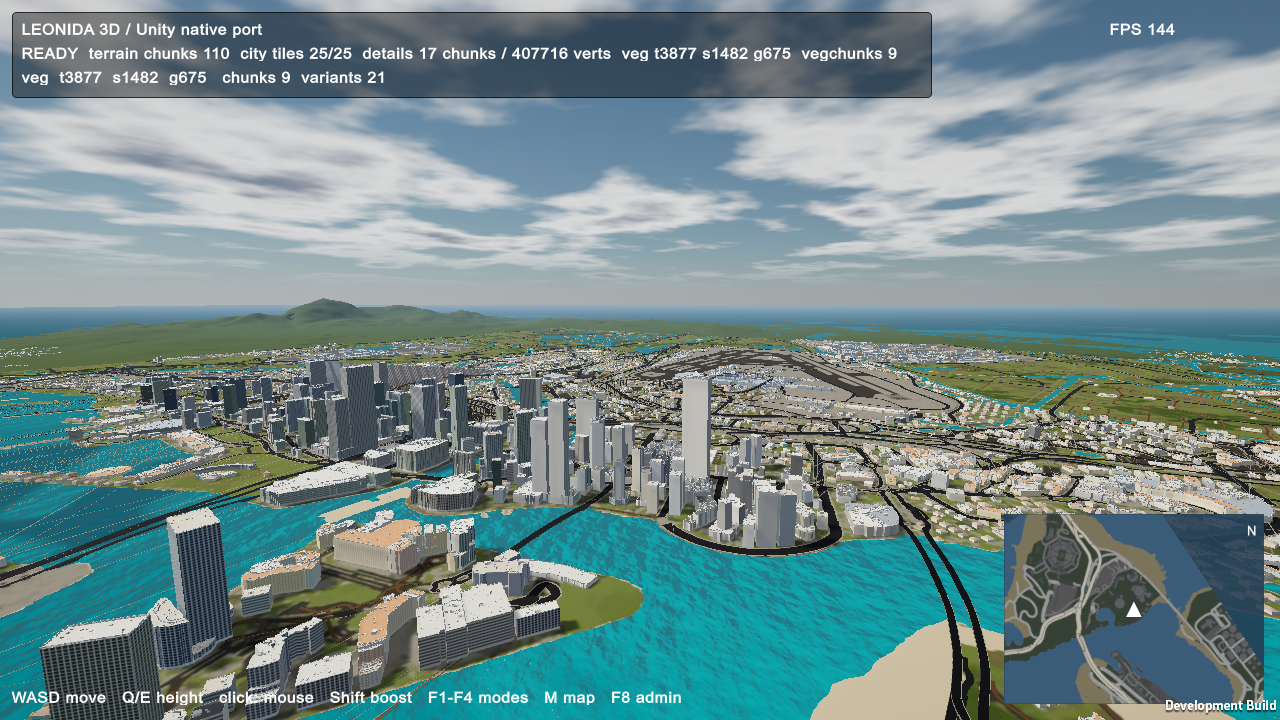 LEONIDA 3D / Unity native port
FPS 144
READY terrain chunks 110 city tiles 25/25 details 17 chunks / 407716 verts veg t3877 s1482 g675 vegchunks 9
veg t3877 s1482 g675 chunks 9 variants 21
N
WASD move Q/E height click: mouse Shift boost F1-F4 modes M map F8 admin
Development Build